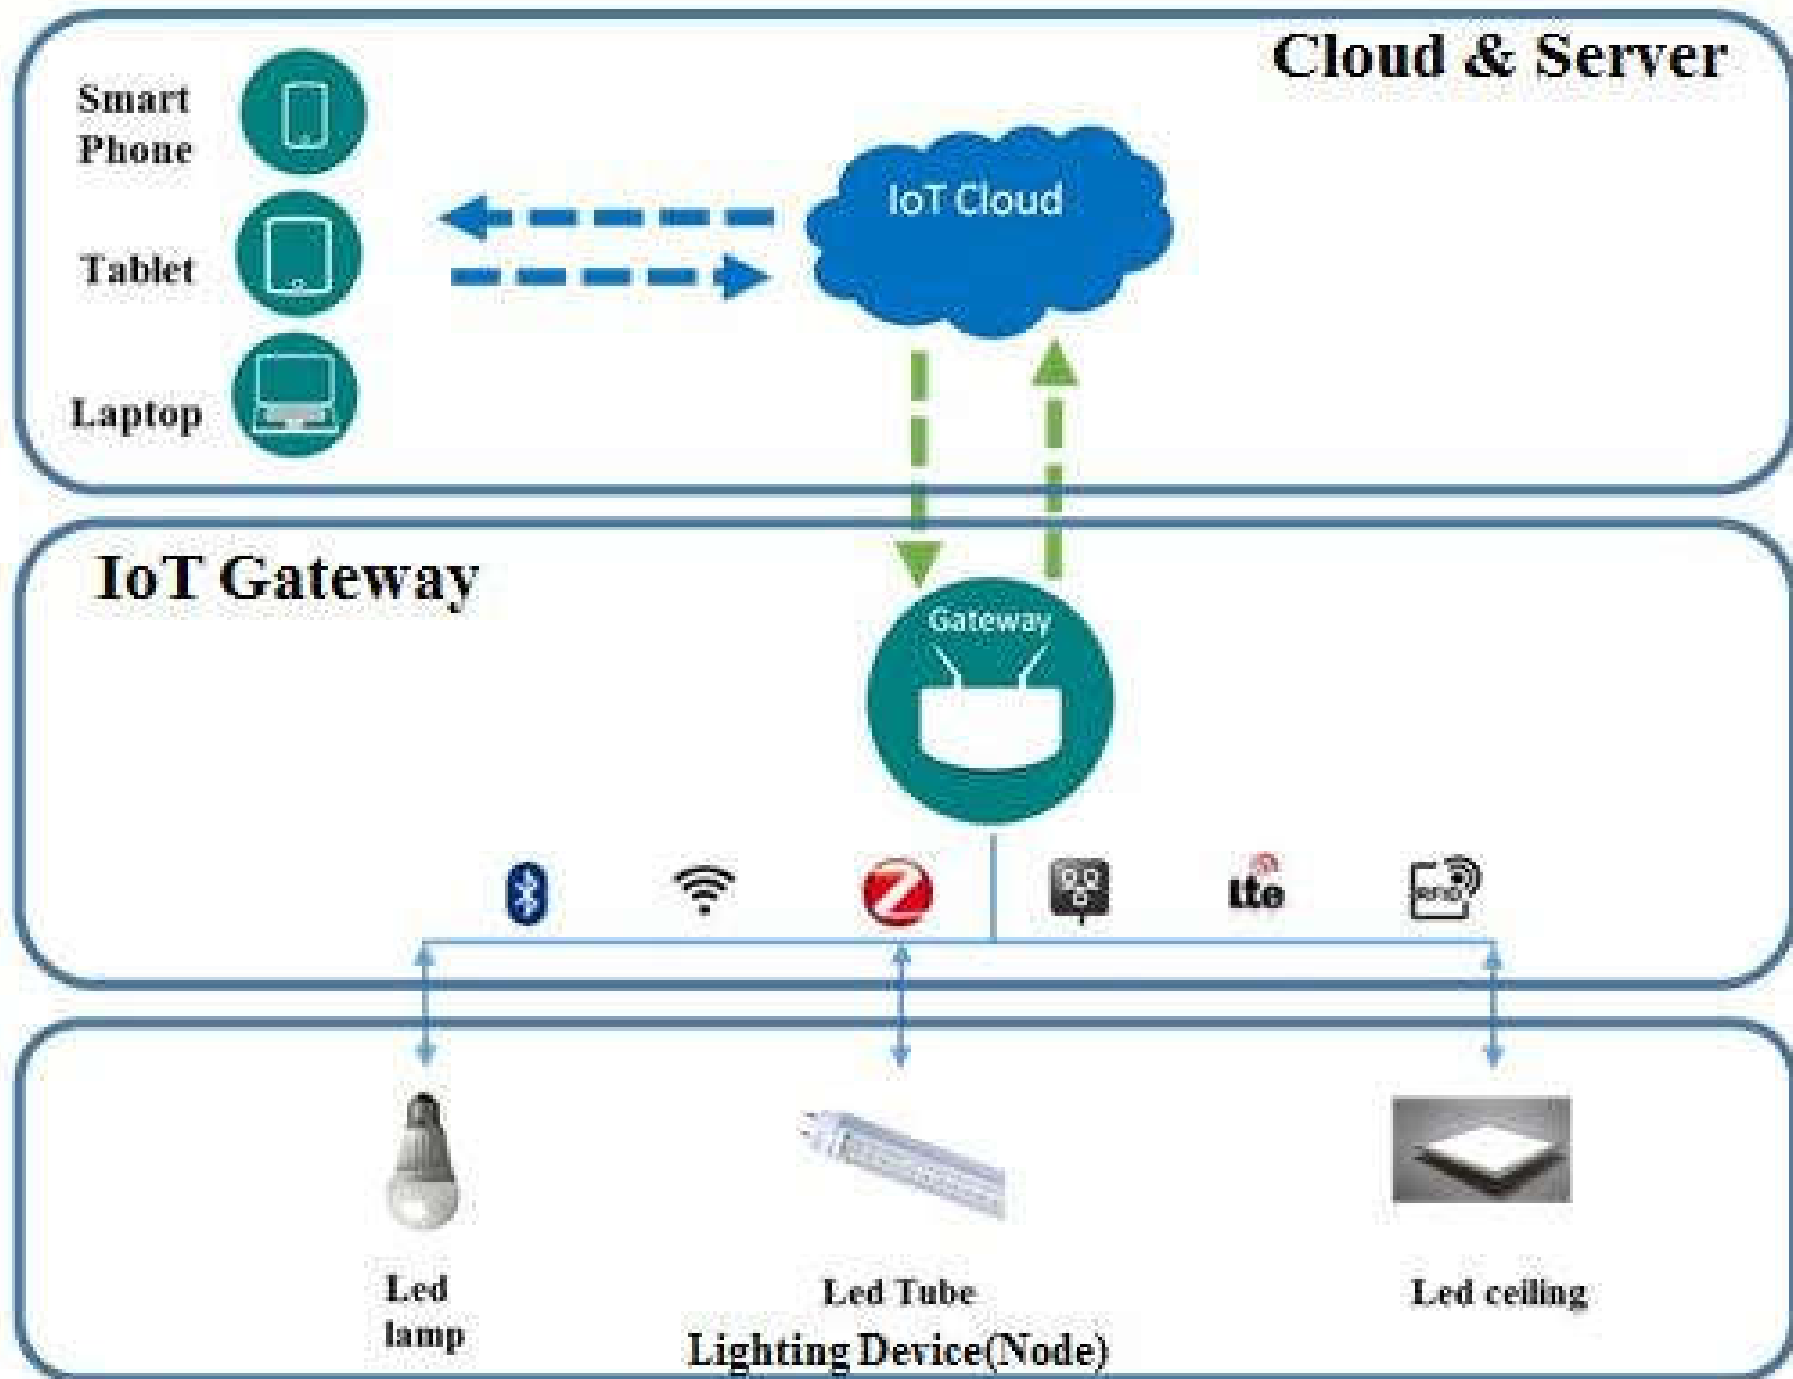 Cloud & Server
Smart
Phone
Tablet
Laptop
IoT Cloud
IoT Gateway
Gateway
lte
RFID
Led
lamp
Led Tube
Led ceiling
Lighting Device(Node)